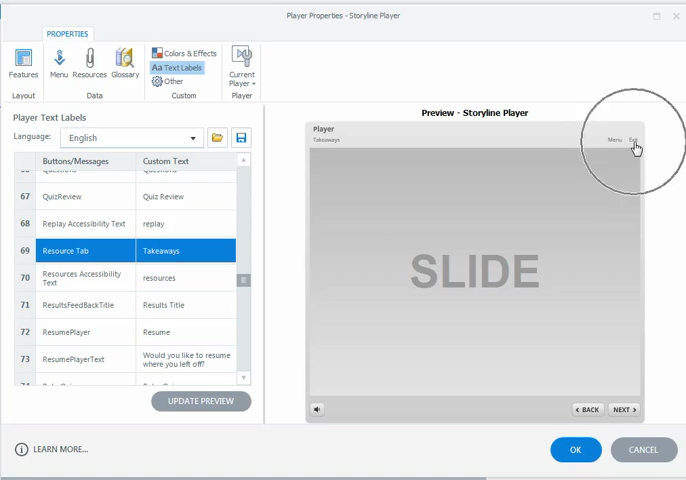 Player Properties - Storyline Player
PROPERTIES
Features
Menu
Resources
Glossary
Colors & Effects
Aa Text Labels
Other
Current
Player
Layout
Data
Custom
Player
Player Text Labels
Language:
English
Buttons/Messages
Custom Text
67
QuizReview
Quiz Review
68
Replay Accessibility Text
replay
69
Resource Tab
Takeaways
70
Resources Accessibility
Text
resources
71
ResultsFeedBackTitle
Results Title
72
ResumePlayer
Resume
73
ResumePlayerText
Would you like to resume
where you left off?
UPDATE PREVIEW
Preview - Storyline Player
Player
Takeaways
Menu
Exit
SLIDE
BACK
NEXT
LEARN MORE...
OK
CANCEL